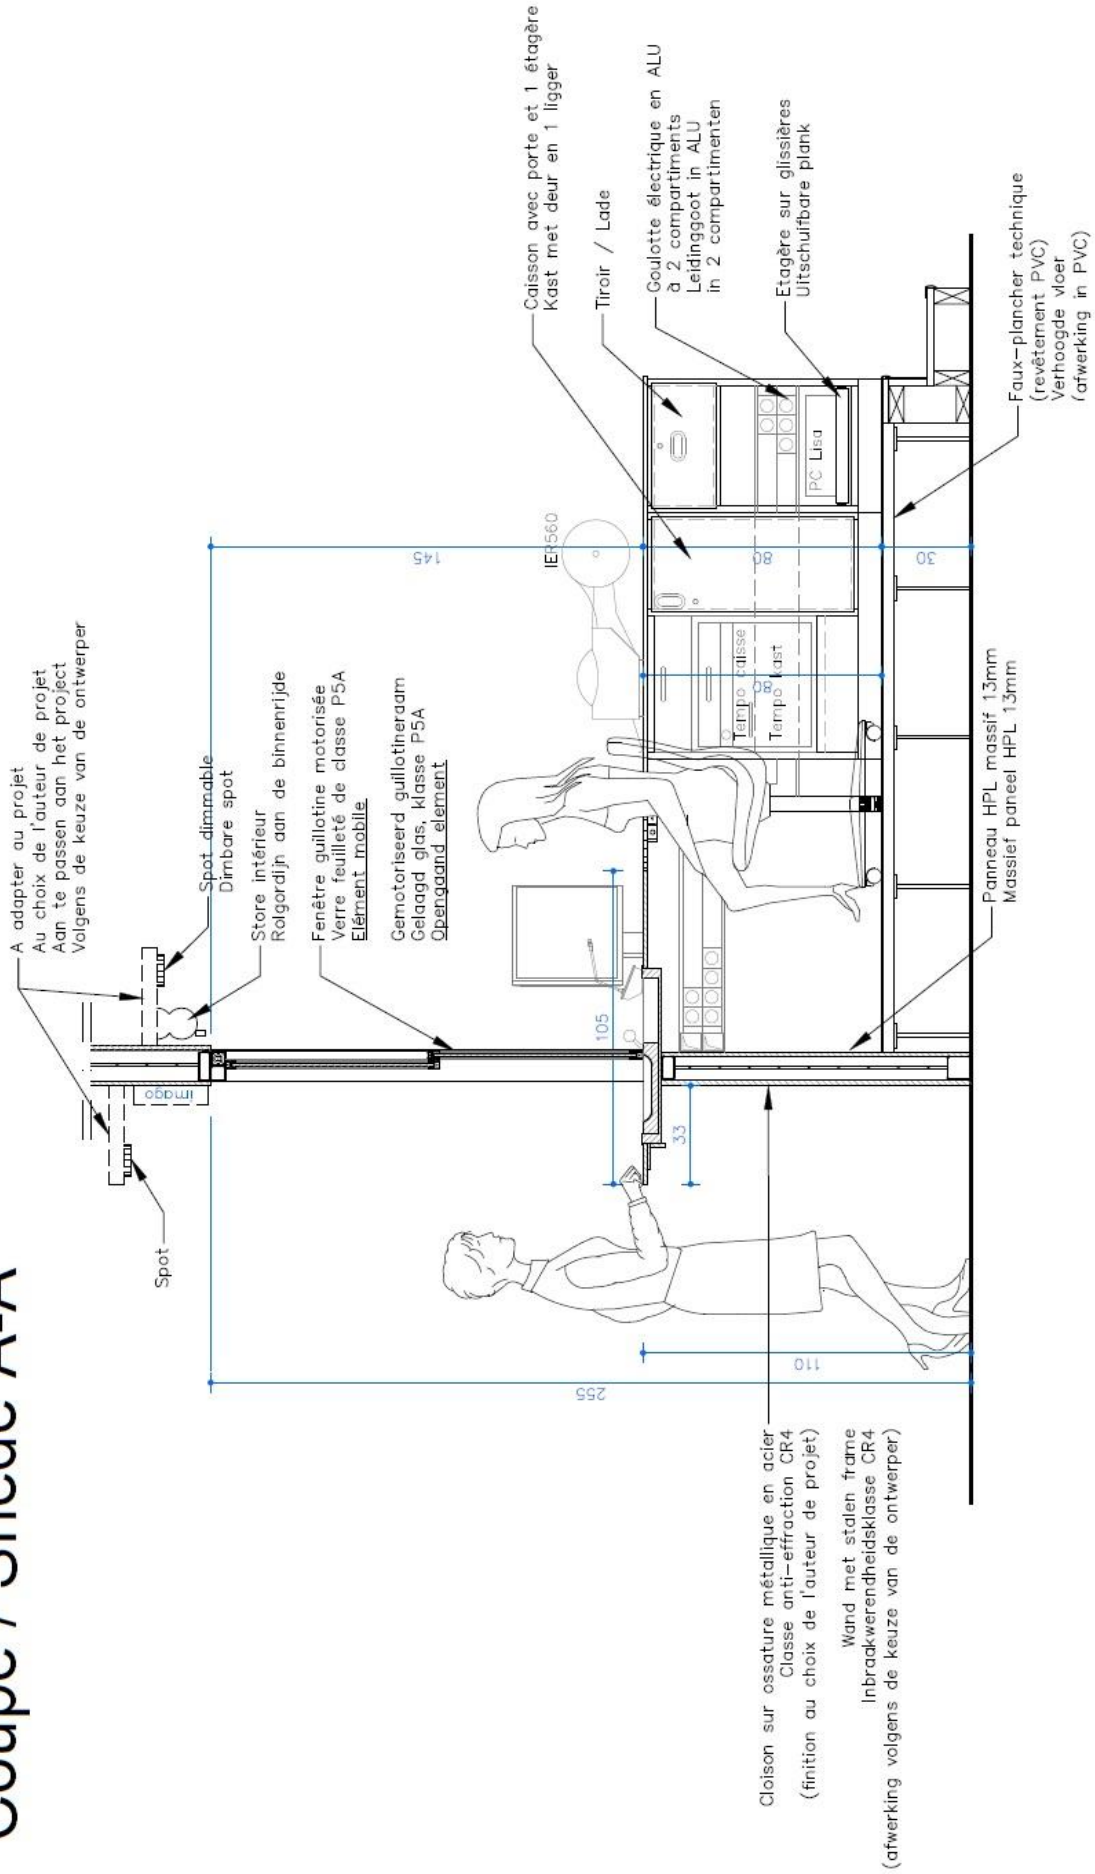 Coupe / Snede A-A
A adapter au projet
Au choix de l'auteur de projet
Aan te passen aan het project
Volgens de keuze van de ontwerper
Spot
Spot dimmable
Dimbare spot
imago
Store intérieur
Rolgordijn aan de binnenrijde
Fenêtre guillotine motorisée
Verre feuilleté de classe P5A
Elément mobile
Gemotoriseerd guillotineraam
Gelaagd glas, klasse P5A
Opengaand element
Caisson avec porte et 1 étagère
Kast met deur en 1 ligger
Tiroir / Lade
Goulotte électrique en ALU
à 2 compartiments
Leidinggoot in ALU
in 2 compartimenten
Etagère sur glissières
Uitschuifbare plank
IER560
145
255
105
33
110
80
80
30
Tempo caisse
Tempo kast
PC Lisa
Cloison sur ossature métallique en acier
Classe anti-effraction CR4
(finition au choix de l'auteur de projet)
Wand met stalen frame
Inbraakwerendheidsklasse CR4
(afwerking volgens de keuze van de ontwerper)
Panneau HPL massif 13mm
Massief paneel HPL 13mm
Faux-plancher technique
(revêtement PVC)
Verhoogde vloer
(afwerking in PVC)